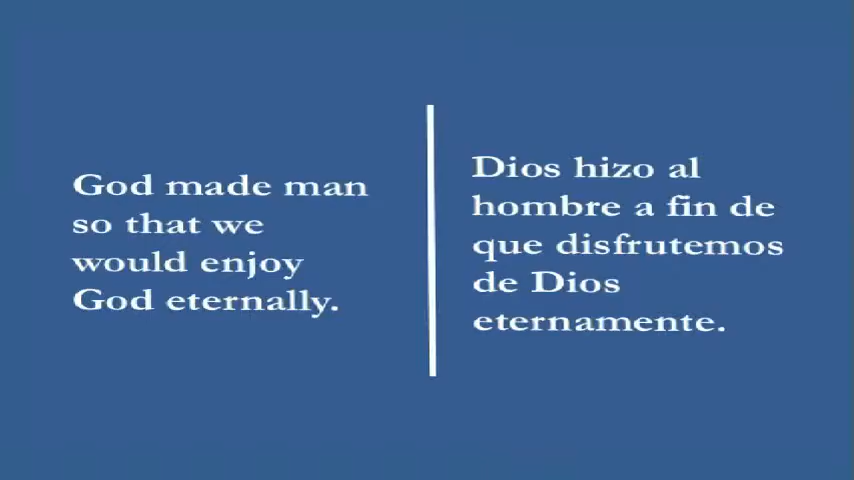 God made man
so that we
would enjoy
God eternally.
Dios hizo al
hombre a fin de
que disfrutemos
de Dios
eternamente.